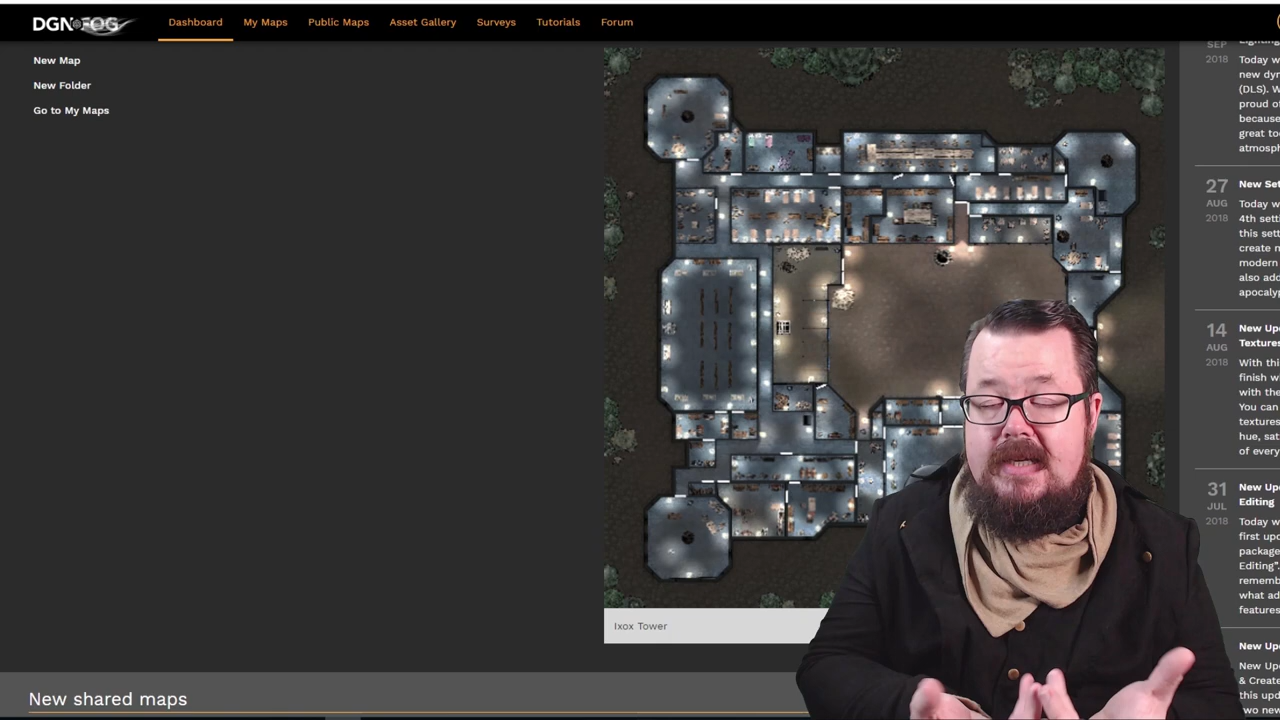 DGNFOG
Dashboard
My Maps
Public Maps
Asset Gallery
Surveys
Tutorials
Forum
New Map
New Folder
Go to My Maps
Ixox Tower
New shared maps
SEP
2018
Today w
new dyn
(DLS). W
proud of
because
great too
atmosph
27
AUG
2018
New Set
Today w
4th setti
this sett
create n
modern
also add
apocalyp
14
AUG
2018
New Upd
Textures
With this
finish wi
with the
You can
textures
hue, sat
of every
31
JUL
2018
New Upd
Editing
Today w
first upd
package
Editing".
rememb
what ad
features
New Upd
New Upd
& Create
this upd
two new